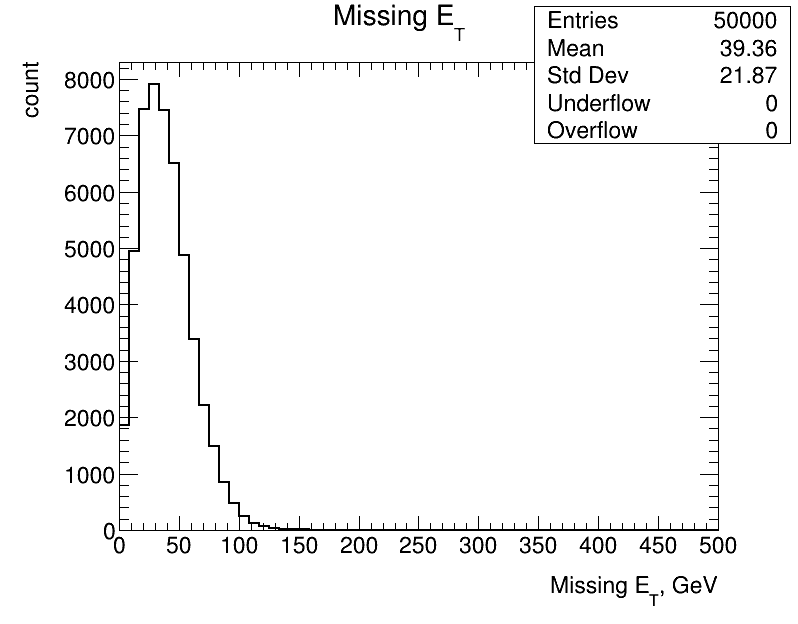 Missing E_T
Entries 50000
Mean 39.36
Std Dev 21.87
Underflow 0
Overflow 0
count
8000
7000
6000
5000
4000
3000
2000
1000
0
0 50 100 150 200 250 300 350 400 450 500
Missing E_T, GeV